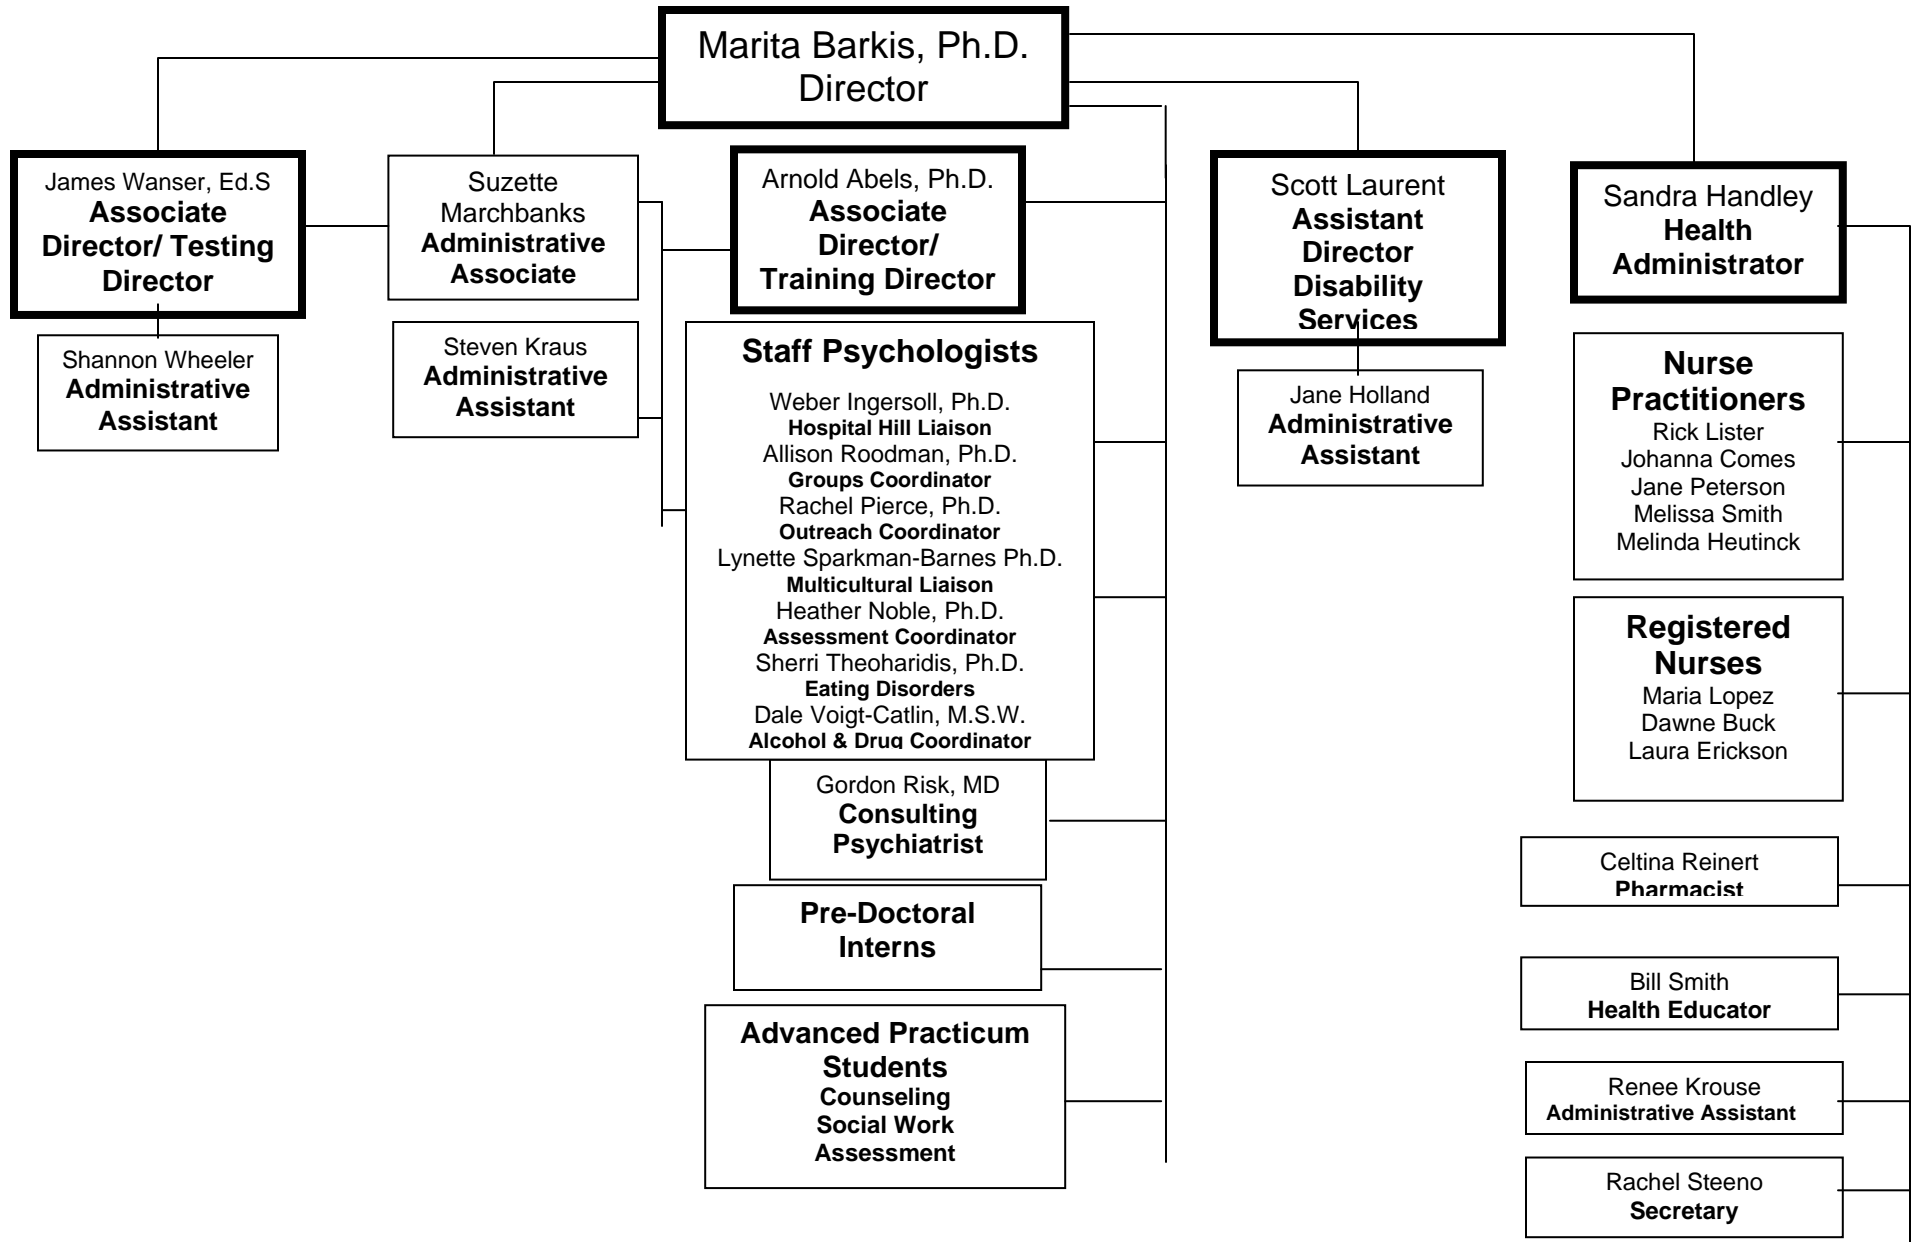 Marita Barkis, Ph.D.
Director
James Wanser, Ed.S
Associate
Director/ Testing
Director
Shannon Wheeler
Administrative
Assistant
Suzette
Marchbanks
Administrative
Associate
Steven Kraus
Administrative
Assistant
Arnold Abels, Ph.D.
Associate
Director/
Training Director
Staff Psychologists
Weber Ingersoll, Ph.D.
Hospital Hill Liaison
Allison Roodman, Ph.D.
Groups Coordinator
Rachel Pierce, Ph.D.
Outreach Coordinator
Lynette Sparkman-Barnes Ph.D.
Multicultural Liaison
Heather Noble, Ph.D.
Assessment Coordinator
Sherri Theoharidis, Ph.D.
Eating Disorders
Dale Voigt-Catlin, M.S.W.
Alcohol & Drug Coordinator
Gordon Risk, MD
Consulting
Psychiatrist
Pre-Doctoral
Interns
Advanced Practicum
Students
Counseling
Social Work
Assessment
Scott Laurent
Assistant
Director
Disability
Services
Jane Holland
Administrative
Assistant
Sandra Handley
Health
Administrator
Nurse
Practitioners
Rick Lister
Johanna Comes
Jane Peterson
Melissa Smith
Melinda Heutinck
Registered
Nurses
Maria Lopez
Dawne Buck
Laura Erickson
Celtina Reinert
Pharmacist
Bill Smith
Health Educator
Renee Krouse
Administrative Assistant
Rachel Steeno
Secretary